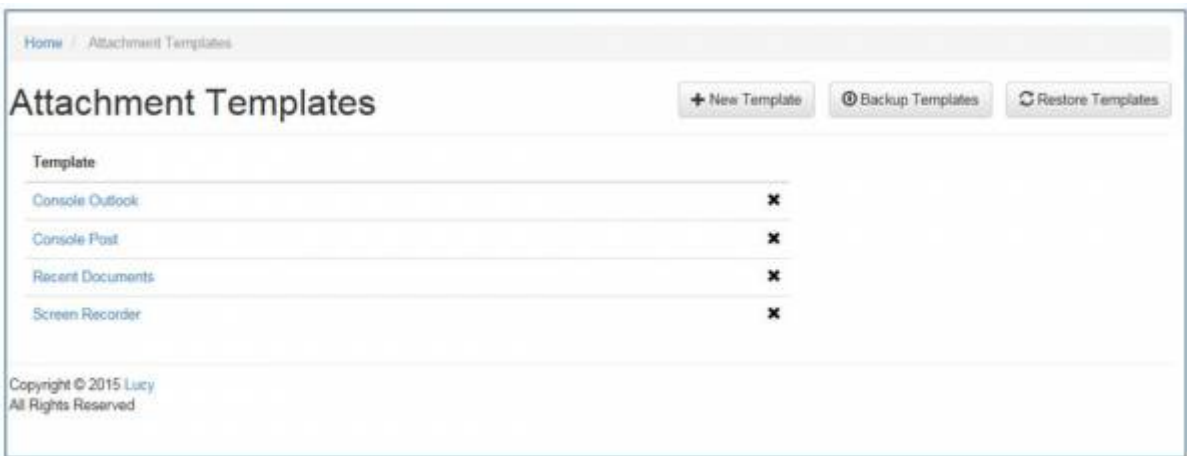 Home / Attachment Templates
Attachment Templates
New Template Backup Templates Restore Templates
Template
Console Outlook
Console Post
Recent Documents
Screen Recorder
Copyright © 2015 Lucy
All Rights Reserved